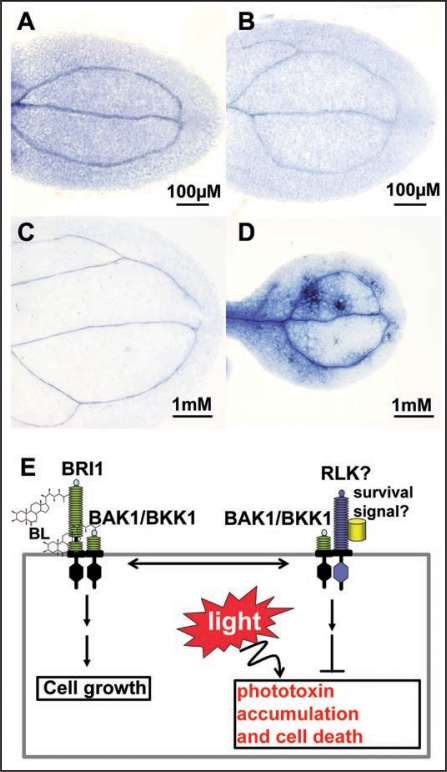 A
B
100µM
100µM
C
D
1mM
1mM
E
BRI1
RLK?
survival
signal?
BAK1/BKK1
BAK1/BKK1
BL
light
Cell growth
phototoxin
accumulation
and cell death